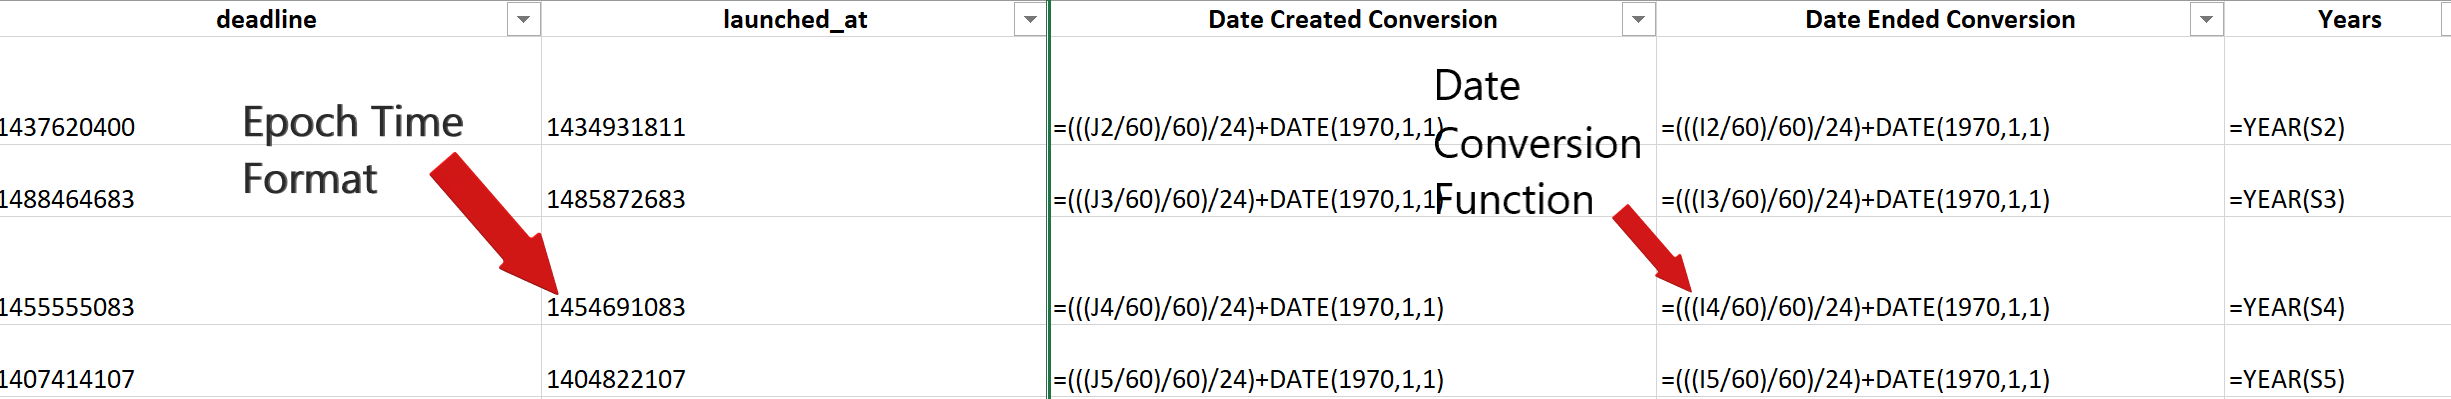 deadline launched_at Date Created Conversion Date Ended Conversion Years
Epoch Time
Format
Date
Conversion
Function
1437620400 1434931811 =(((J2/60)/60)/24)+DATE(1970,1,1) =(((I2/60)/60)/24)+DATE(1970,1,1) =YEAR(S2)
1488464683 1485872683 =(((J3/60)/60)/24)+DATE(1970,1,1) =(((I3/60)/60)/24)+DATE(1970,1,1) =YEAR(S3)
1455555083 1454691083 =(((J4/60)/60)/24)+DATE(1970,1,1) =(((I4/60)/60)/24)+DATE(1970,1,1) =YEAR(S4)
1407414107 1404822107 =(((J5/60)/60)/24)+DATE(1970,1,1) =(((I5/60)/60)/24)+DATE(1970,1,1) =YEAR(S5)